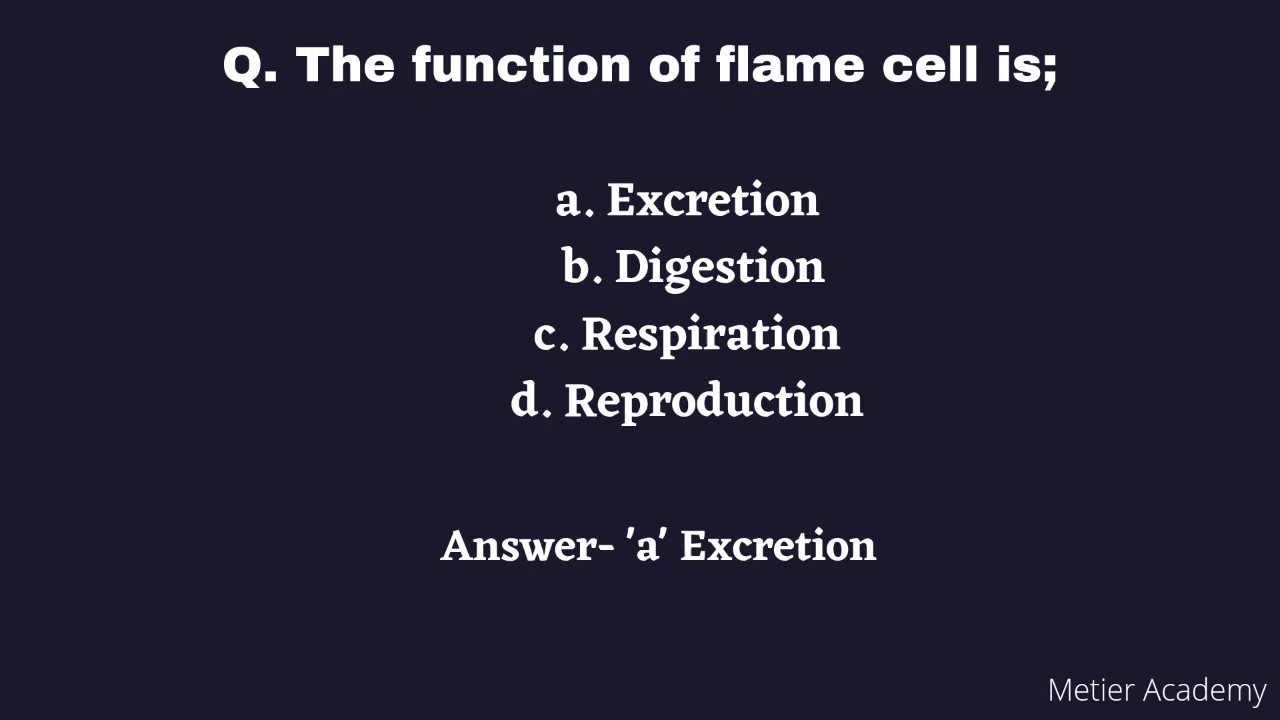 Q. The function of flame cell is;
a. Excretion
b. Digestion
c. Respiration
d. Reproduction
Answer- 'a' Excretion
Metier Academy